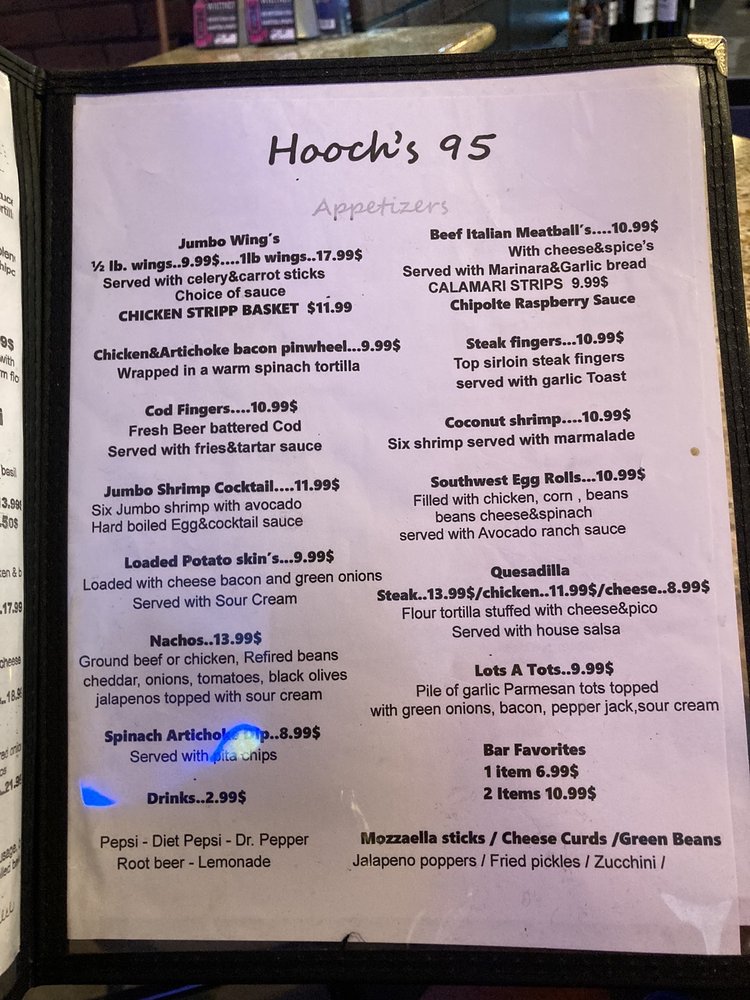 Hooch's 95
Appetizers
Jumbo Wing's
½ lb. wings..9.99$....1lb wings..17.99$
Served with celery&carrot sticks
Choice of sauce
CHICKEN STRIPP BASKET $11.99
Chicken&Artichoke bacon pinwheel...9.99$
Wrapped in a warm spinach tortilla
Cod Fingers....10.99$
Fresh Beer battered Cod
Served with fries&tartar sauce
Jumbo Shrimp Cocktail....11.99$
Six Jumbo shrimp with avocado
Hard boiled Egg&cocktail sauce
Loaded Potato skin's...9.99$
Loaded with cheese bacon and green onions
Served with Sour Cream
Nachos..13.99$
Ground beef or chicken, Refired beans
cheddar, onions, tomatoes, black olives
jalapenos topped with sour cream
Spinach Artichoke Dip..8.99$
Served with pita chips
Drinks..2.99$
Pepsi - Diet Pepsi - Dr. Pepper
Root beer - Lemonade
Beef Italian Meatball's....10.99$
With cheese&spice's
Served with Marinara&Garlic bread
CALAMARI STRIPS 9.99$
Chipolte Raspberry Sauce
Steak fingers...10.99$
Top sirloin steak fingers
served with garlic Toast
Coconut shrimp....10.99$
Six shrimp served with marmalade
Southwest Egg Rolls...10.99$
Filled with chicken, corn , beans
beans cheese&spinach
served with Avocado ranch sauce
Quesadilla
Steak..13.99$/chicken..11.99$/cheese..8.99$
Flour tortilla stuffed with cheese&pico
Served with house salsa
Lots A Tots..9.99$
Pile of garlic Parmesan tots topped
with green onions, bacon, pepper jack,sour cream
Bar Favorites
1 item 6.99$
2 Items 10.99$
Mozzaella sticks / Cheese Curds /Green Beans
Jalapeno poppers / Fried pickles / Zucchini /